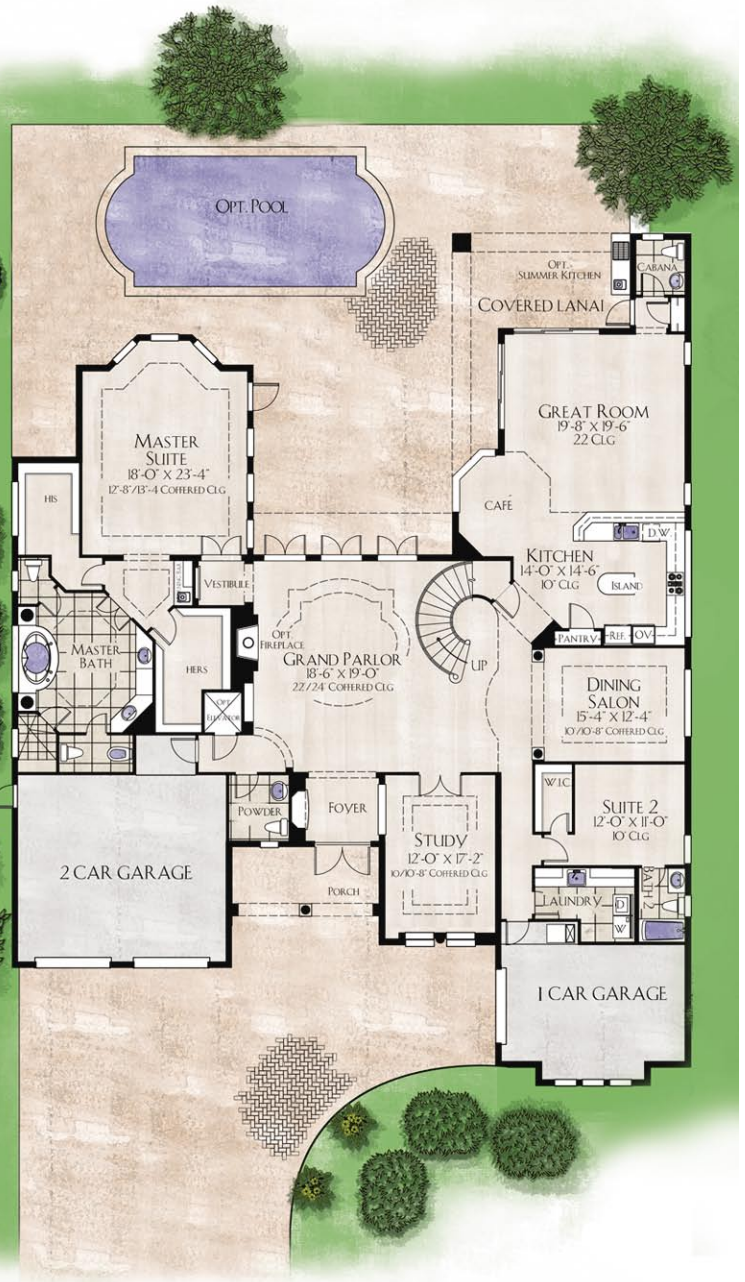 OPT. POOL
OPT.
SUMMER KITCHEN
CABANA
COVERED LANAI
GREAT ROOM
19'-8" X 19'-6"
22 CLG
MASTER
SUITE
18'-0" X 23'-4"
12'-8"/13'-4 COFFERED CLG
HIS
CAFÉ
D.W.
KITCHEN
14'-0" X 14'-6"
10' CLG
ISLAND
VESTIBULE
PANTRY
REF.
OV
OPT.
FIREPLACE
GRAND PARLOR
18'-6" X 19'-0"
22'/24' COFFERED CLG
UP
MASTER
BATH
HERS
OPT.
ELEVATOR
DINING
SALON
15'-4" X 12'-4"
10'/10'-8" COFFERED CLG
W.I.C.
SUITE 2
12'-0" X 11'-0"
10' CLG
POWDER
FOYER
STUDY
12'-0" X 17'-2"
10/10'-8" COFFERED CLG
2 CAR GARAGE
PORCH
BATH 2
LAUNDRY
D
W
1 CAR GARAGE